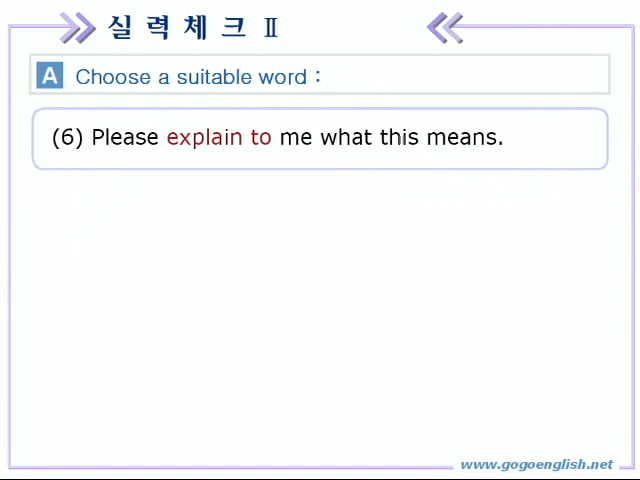 실 력 체 크 Ⅱ
A Choose a suitable word :
(6) Please explain to me what this means.
www.gogoenglish.net